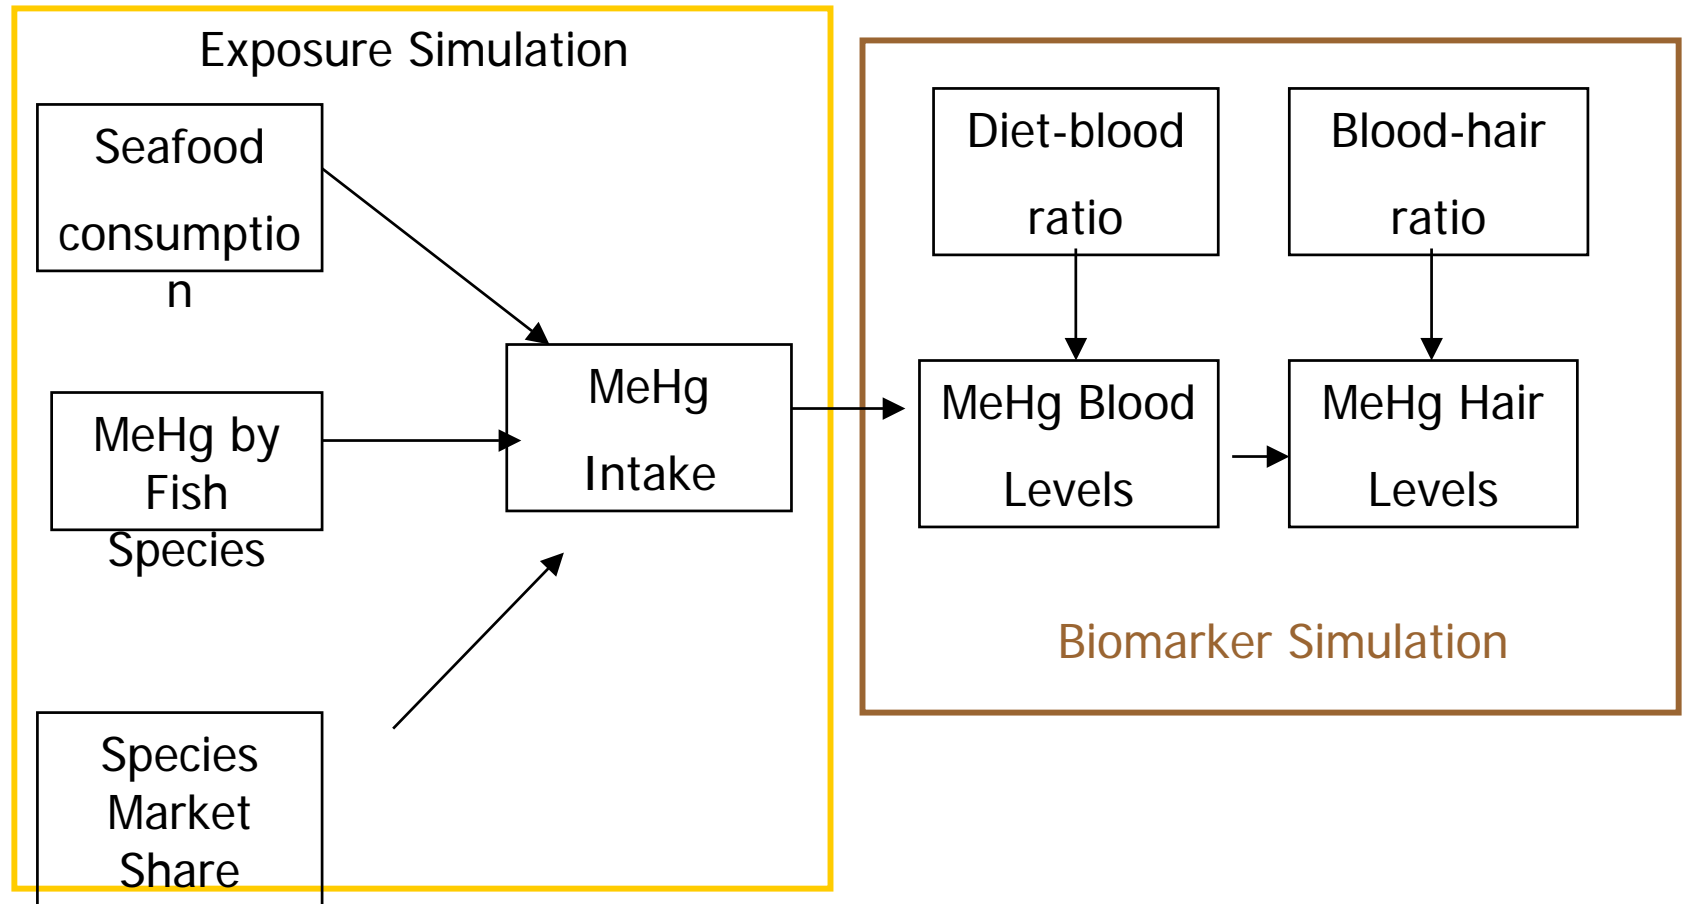 Exposure Simulation
Seafood
consumptio
n
MeHg by
Fish
Species
Species
Market
Share
MeHg
Intake
Diet-blood
ratio
Blood-hair
ratio
MeHg Blood
Levels
MeHg Hair
Levels
Biomarker Simulation